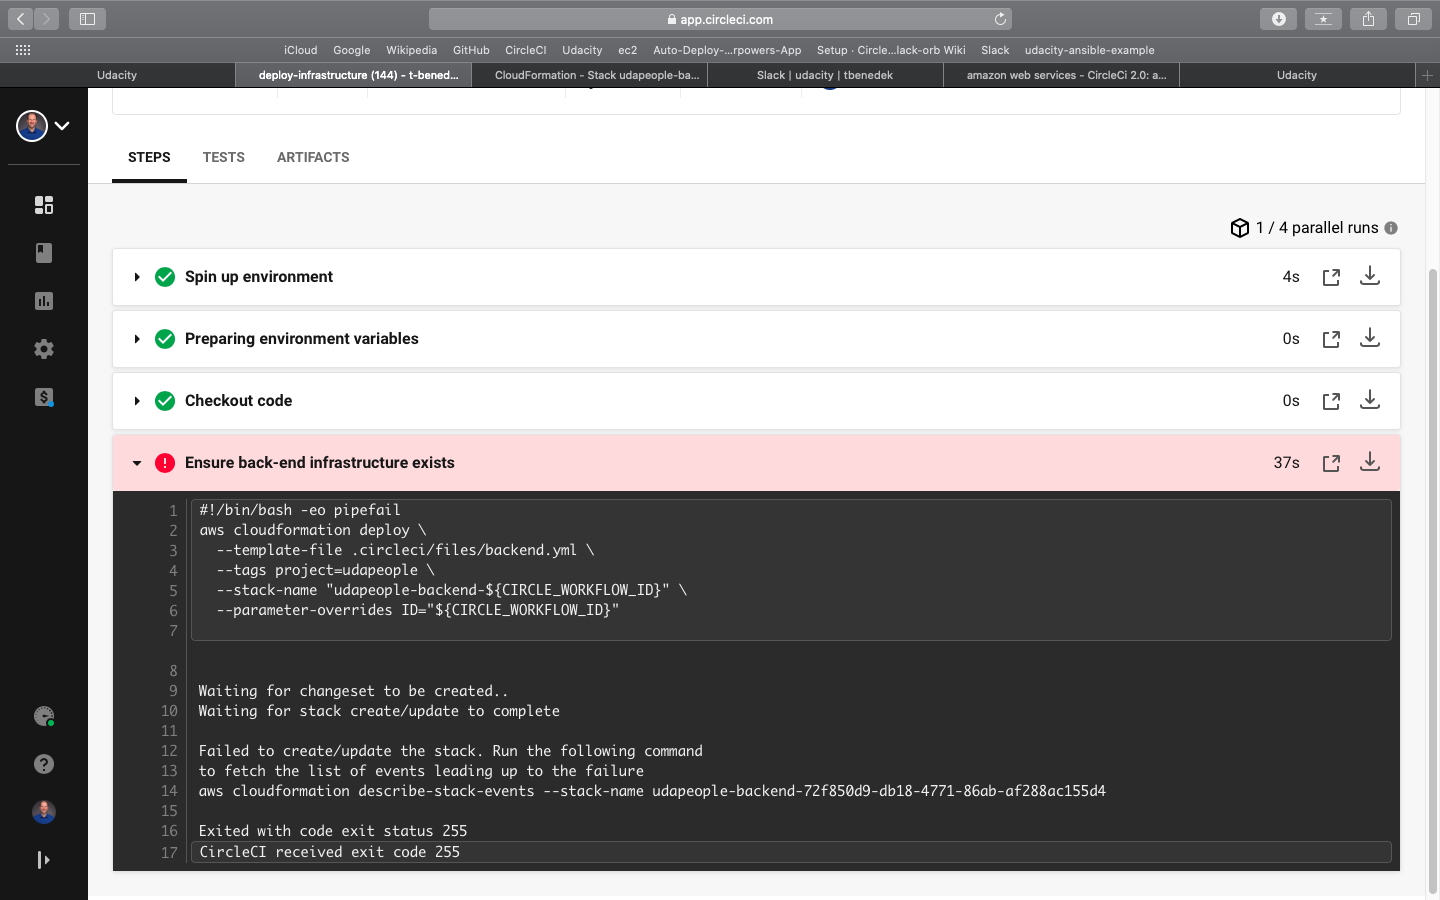 app.circleci.com
iCloud Google Wikipedia GitHub CircleCI Udacity ec2 Auto-Deploy-...rpowers-App Setup · Circle...lack-orb Wiki Slack udacity-ansible-example
Udacity deploy-infrastructure (144) - t-bened... CloudFormation - Stack udapeople-ba... Slack | udacity | tbenedek amazon web services - CircleCi 2.0: a... Udacity
STEPS TESTS ARTIFACTS
1 / 4 parallel runs
Spin up environment 4s
Preparing environment variables 0s
Checkout code 0s
Ensure back-end infrastructure exists 37s
1 #!/bin/bash -eo pipefail
2 aws cloudformation deploy \
3 --template-file .circleci/files/backend.yml \
4 --tags project=udapeople \
5 --stack-name "udapeople-backend-${CIRCLE_WORKFLOW_ID}" \
6 --parameter-overrides ID="${CIRCLE_WORKFLOW_ID}"
7
8
9 Waiting for changeset to be created..
10 Waiting for stack create/update to complete
11
12 Failed to create/update the stack. Run the following command
13 to fetch the list of events leading up to the failure
14 aws cloudformation describe-stack-events --stack-name udapeople-backend-72f850d9-db18-4771-86ab-af288ac155d4
15
16 Exited with code exit status 255
17 CircleCI received exit code 255